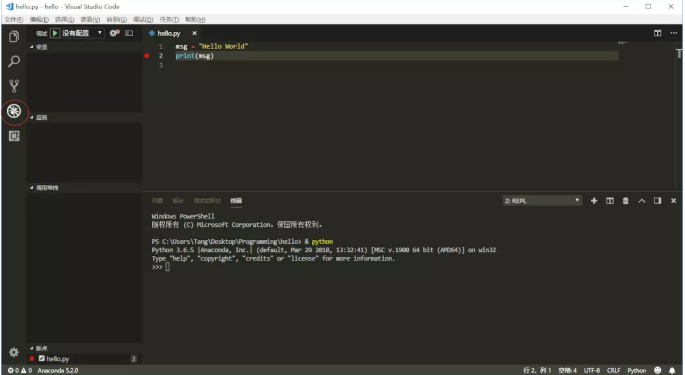 hello.py - hello - Visual Studio Code
文件(F) 编辑(E) 选择(S) 查看(V) 转到(G) 调试(D) 任务(T) 帮助(H)
调试 没有配置
hello.py
变量
1 msg = "Hello World"
2 print(msg)
3
监视
调用堆栈
问题 输出 调试控制台 终端
2: REPL
Windows PowerShell
版权所有 (C) Microsoft Corporation。保留所有权利。
PS C:\Users\Tang\Desktop\Programming\hello> & python
Python 3.6.5 |Anaconda, Inc.| (default, Mar 29 2018, 13:32:41) [MSC v.1900 64 bit (AMD64)] on win32
Type "help", "copyright", "credits" or "license" for more information.
>>>
断点
hello.py 2
0 0 Anaconda 5.2.0
行 2, 列 1 空格: 4 UTF-8 CRLF Python